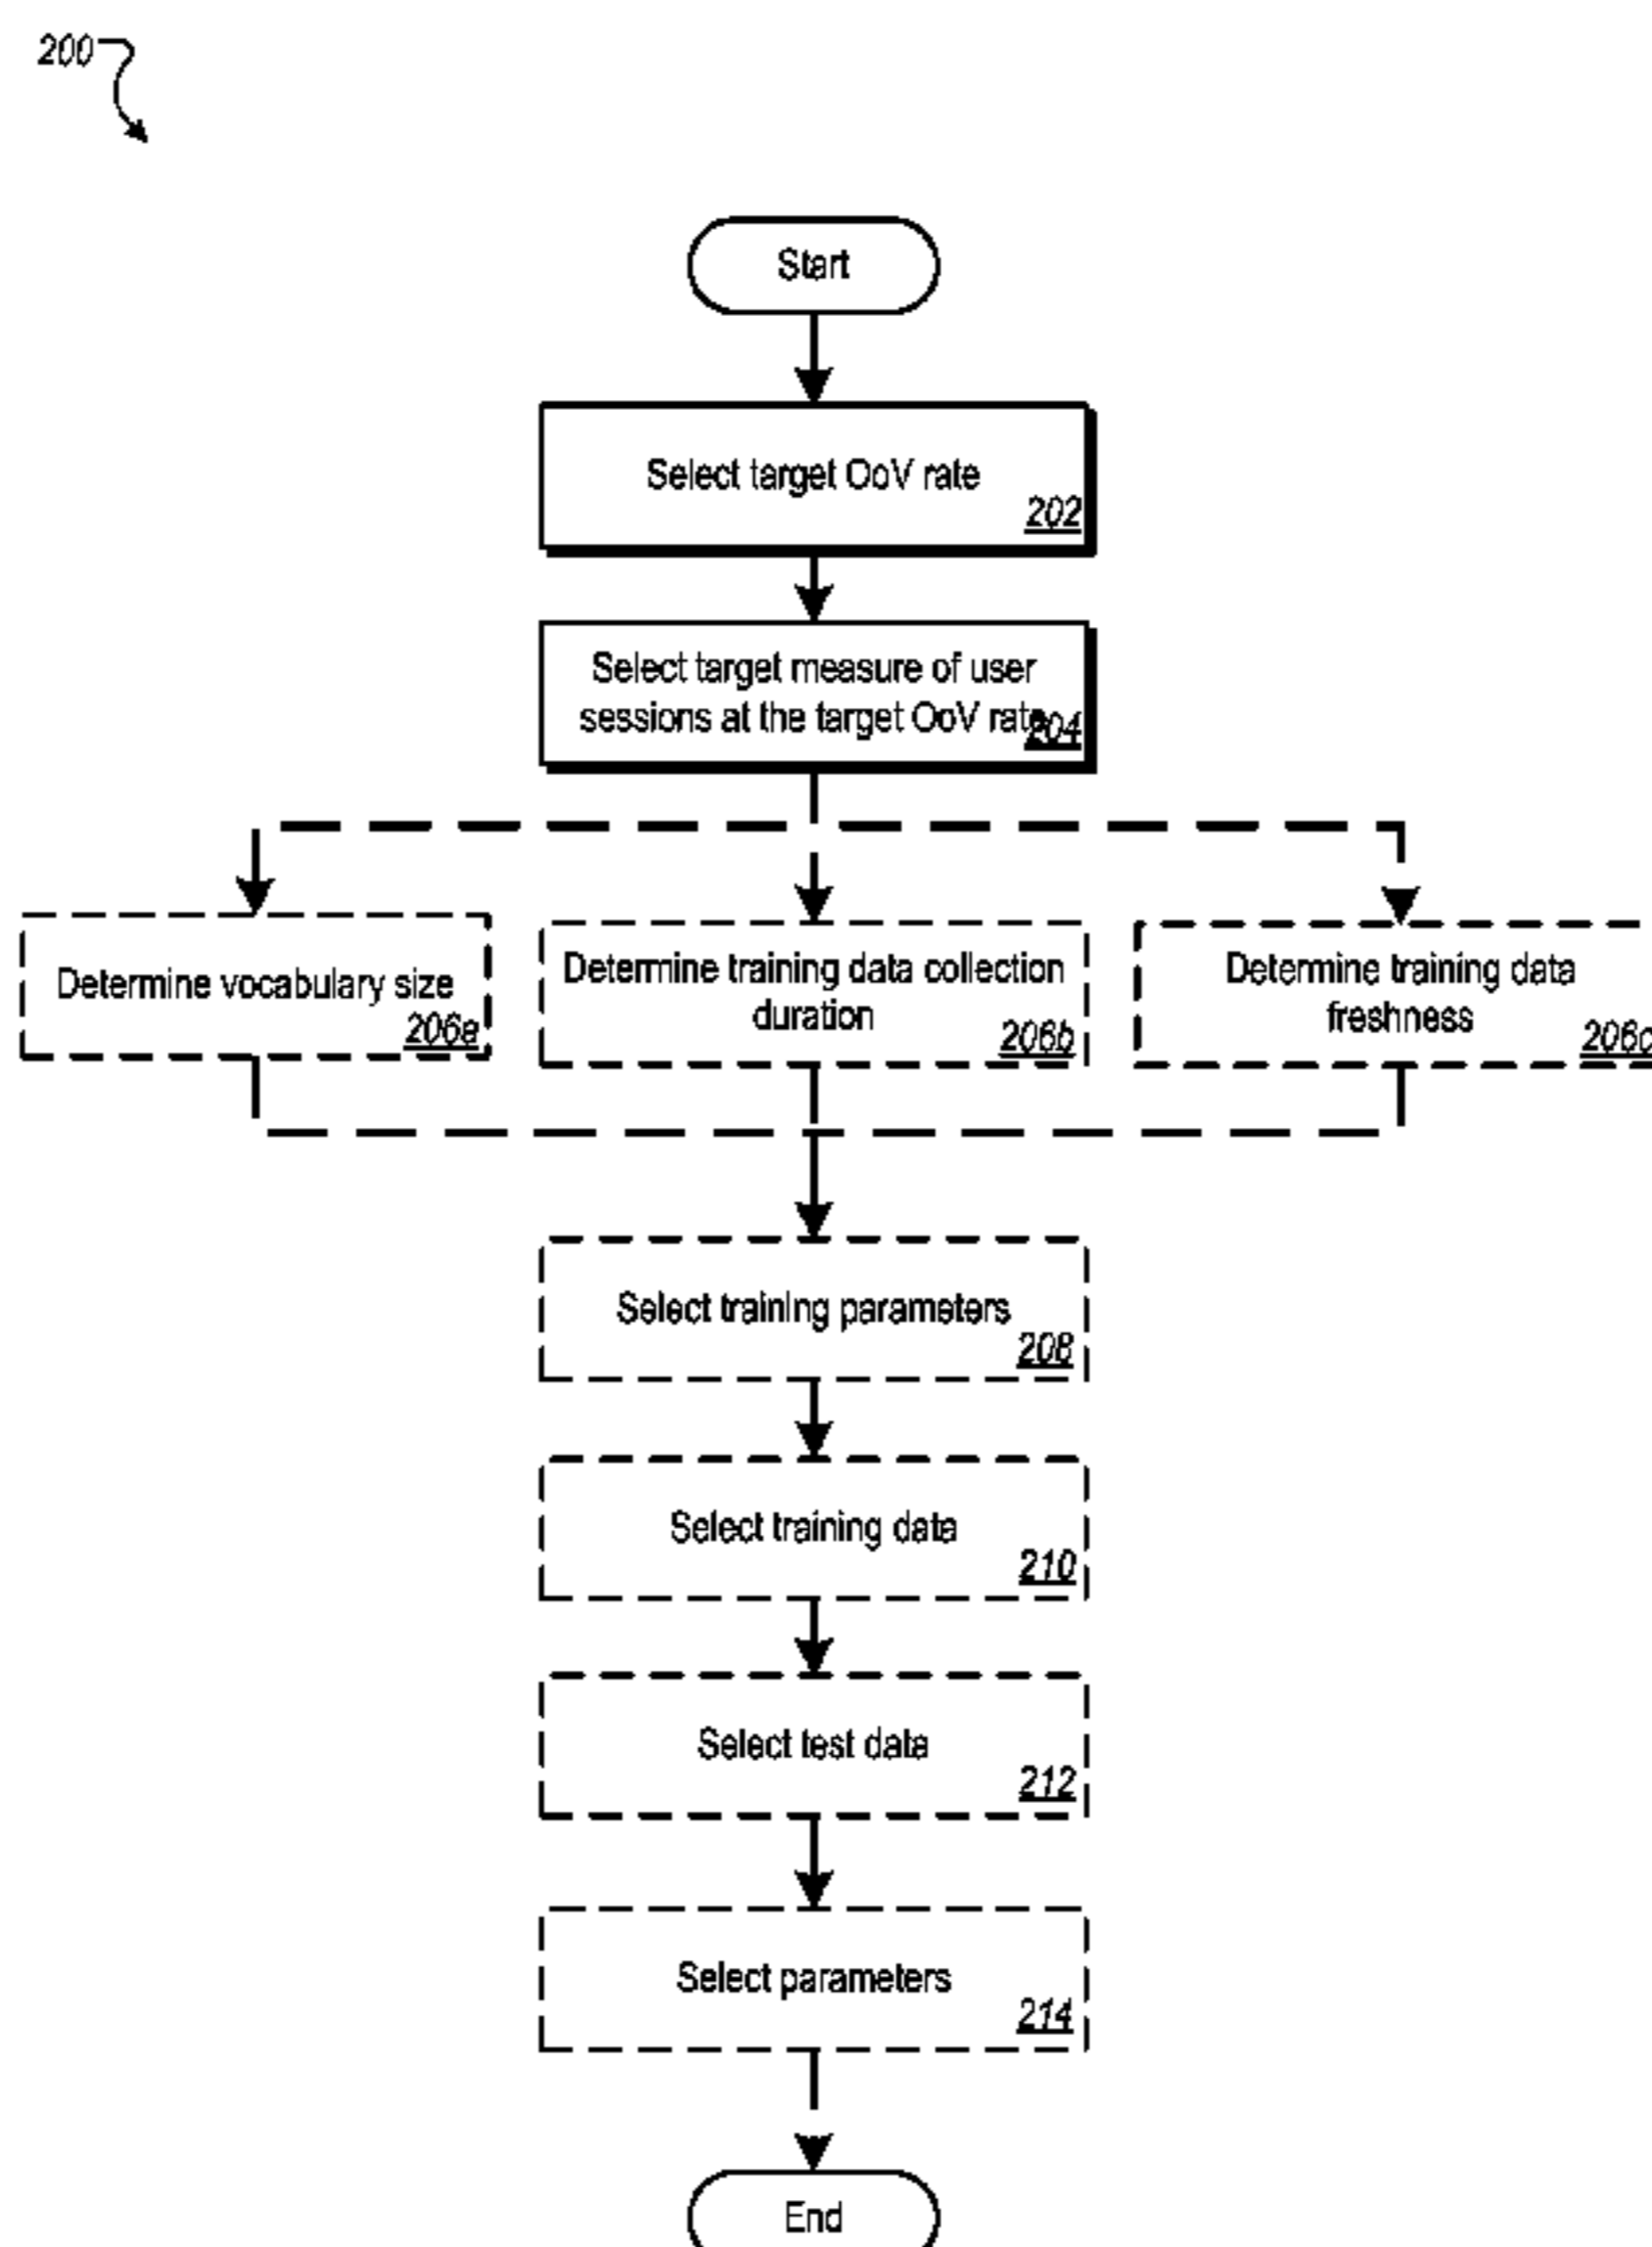 200
Start
Select target OoV rate
202
Select target measure of user
sessions at the target OoV rate
204
Determine vocabulary size
206a
Determine training data collection
duration
206b
Determine training data
freshness
206c
Select training parameters
208
Select training data
210
Select test data
212
Select parameters
214
End